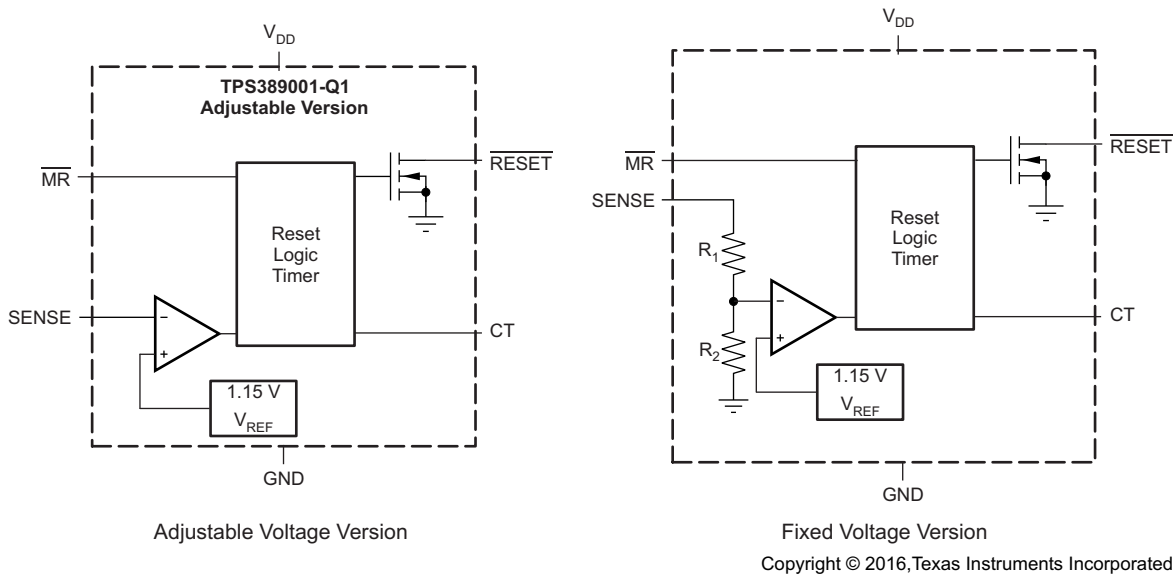 V_DD
TPS389001-Q1
Adjustable Version
MR
RESET
Reset
Logic
Timer
SENSE
−
+
CT
1.15 V
V_REF
GND
Adjustable Voltage Version
V_DD
MR
RESET
SENSE
Reset
Logic
Timer
R_1
−
+
CT
R_2
1.15 V
V_REF
GND
Fixed Voltage Version
Copyright © 2016,Texas Instruments Incorporated